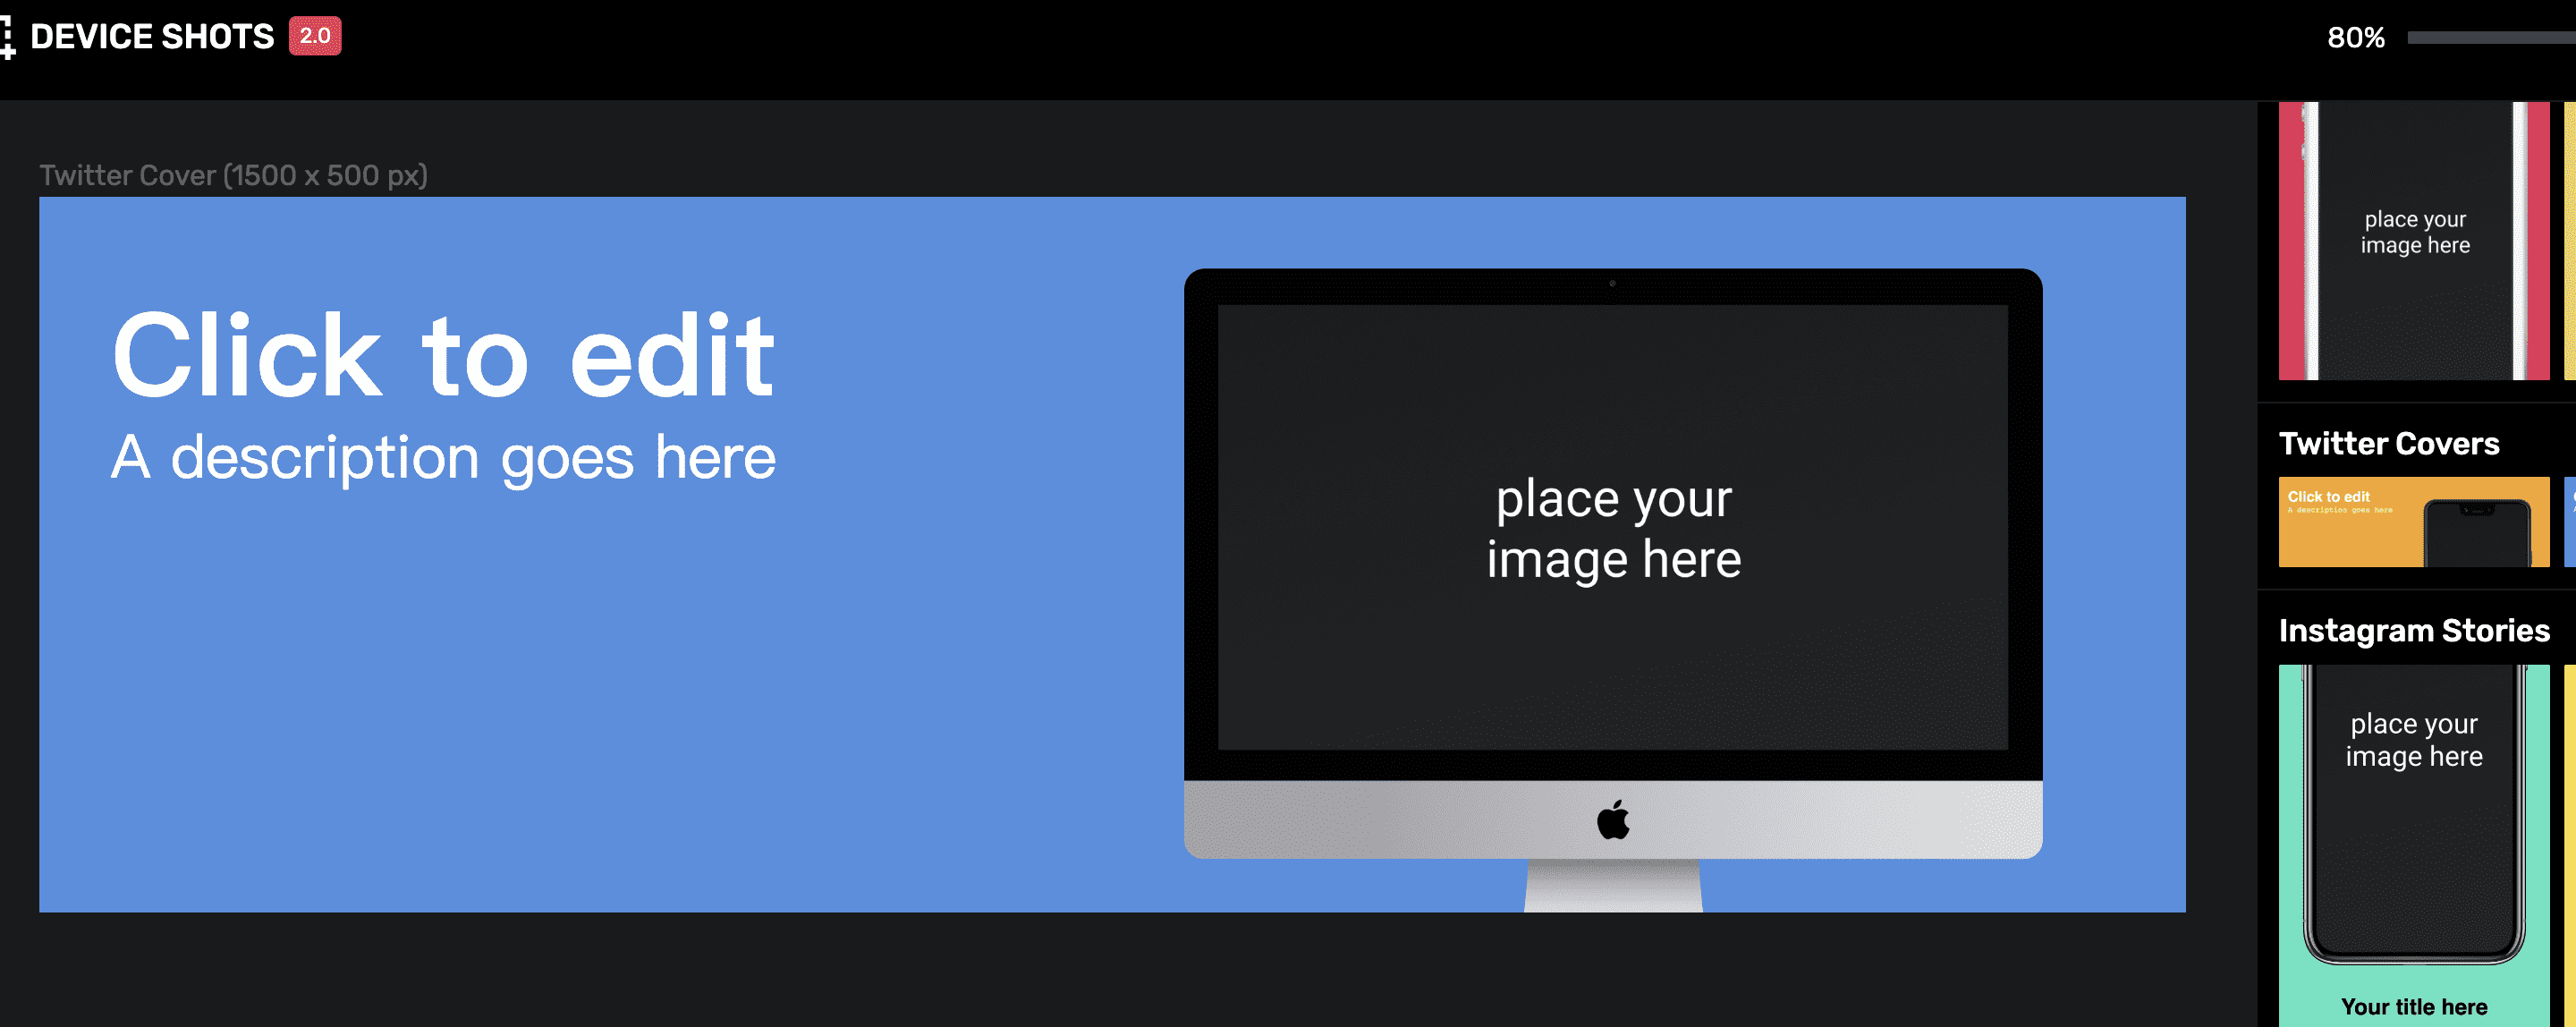 DEVICE SHOTS 2.0
80%
Twitter Cover (1500 x 500 px)
Click to edit
A description goes here
place your
image here
place your
image here
Twitter Covers
Click to edit
A description goes here
Instagram Stories
place your
image here
Your title here